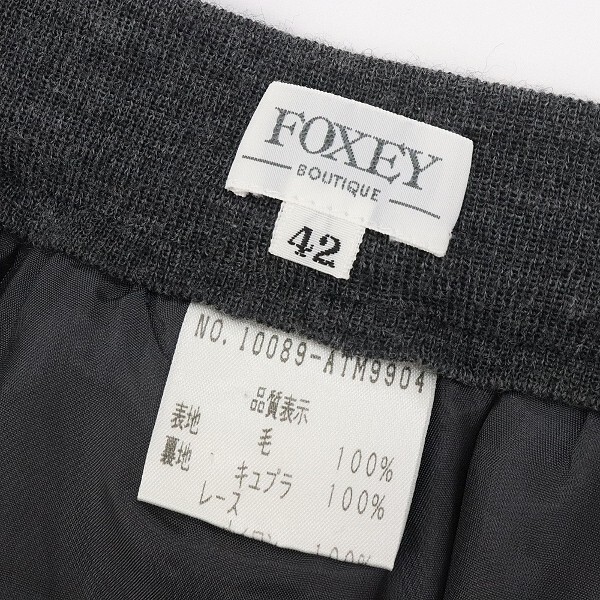 FOXEY
BOUTIQUE
42
NO. 10089-ATM9904
品質表示
表地 毛 100%
裏地 キュプラ 100%
レース
100%